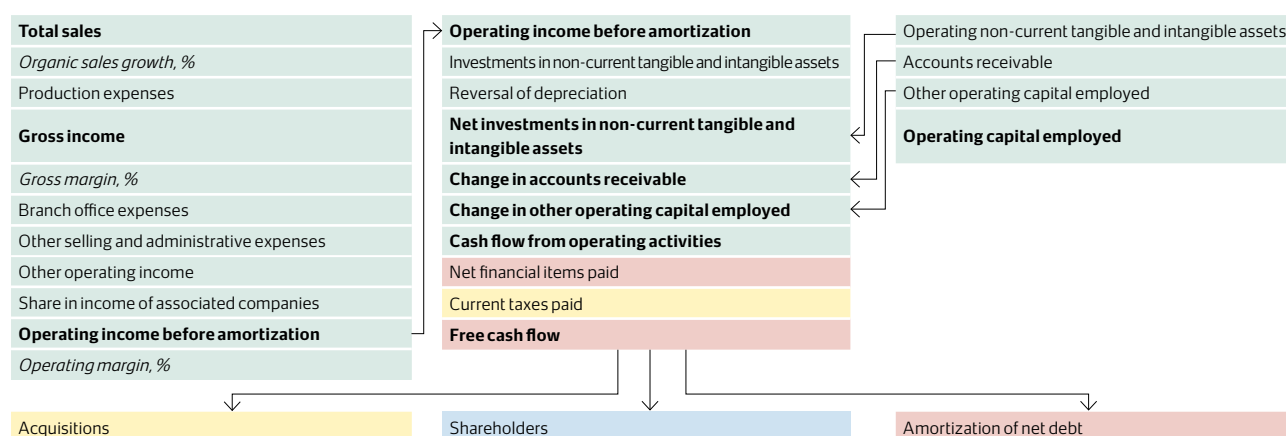 Total sales
Organic sales growth, %
Production expenses
Gross income
Gross margin, %
Branch office expenses
Other selling and administrative expenses
Other operating income
Share in income of associated companies
Operating income before amortization
Operating margin, %
Operating income before amortization
Investments in non-current tangible and intangible assets
Reversal of depreciation
Net investments in non-current tangible and
intangible assets
Change in accounts receivable
Change in other operating capital employed
Cash flow from operating activities
Net financial items paid
Current taxes paid
Free cash flow
Operating non-current tangible and intangible assets
Accounts receivable
Other operating capital employed
Operating capital employed
Acquisitions
Shareholders
Amortization of net debt